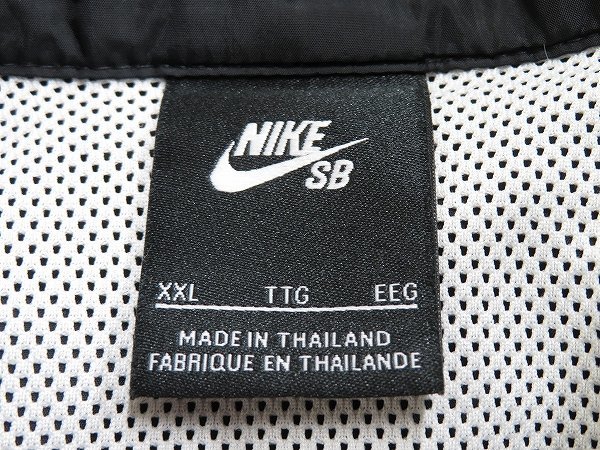 NIKE
SB
XXL TTG EEG
MADE IN THAILAND
FABRIQUE EN THAILANDE